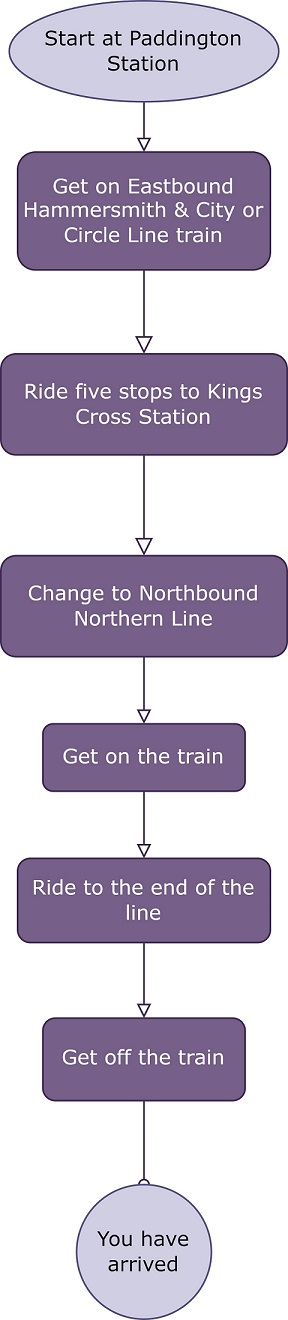 Start at Paddington
Station
Get on Eastbound
Hammersmith & City or
Circle Line train
Ride five stops to Kings
Cross Station
Change to Northbound
Northern Line
Get on the train
Ride to the end of the
line
Get off the train
You have
arrived